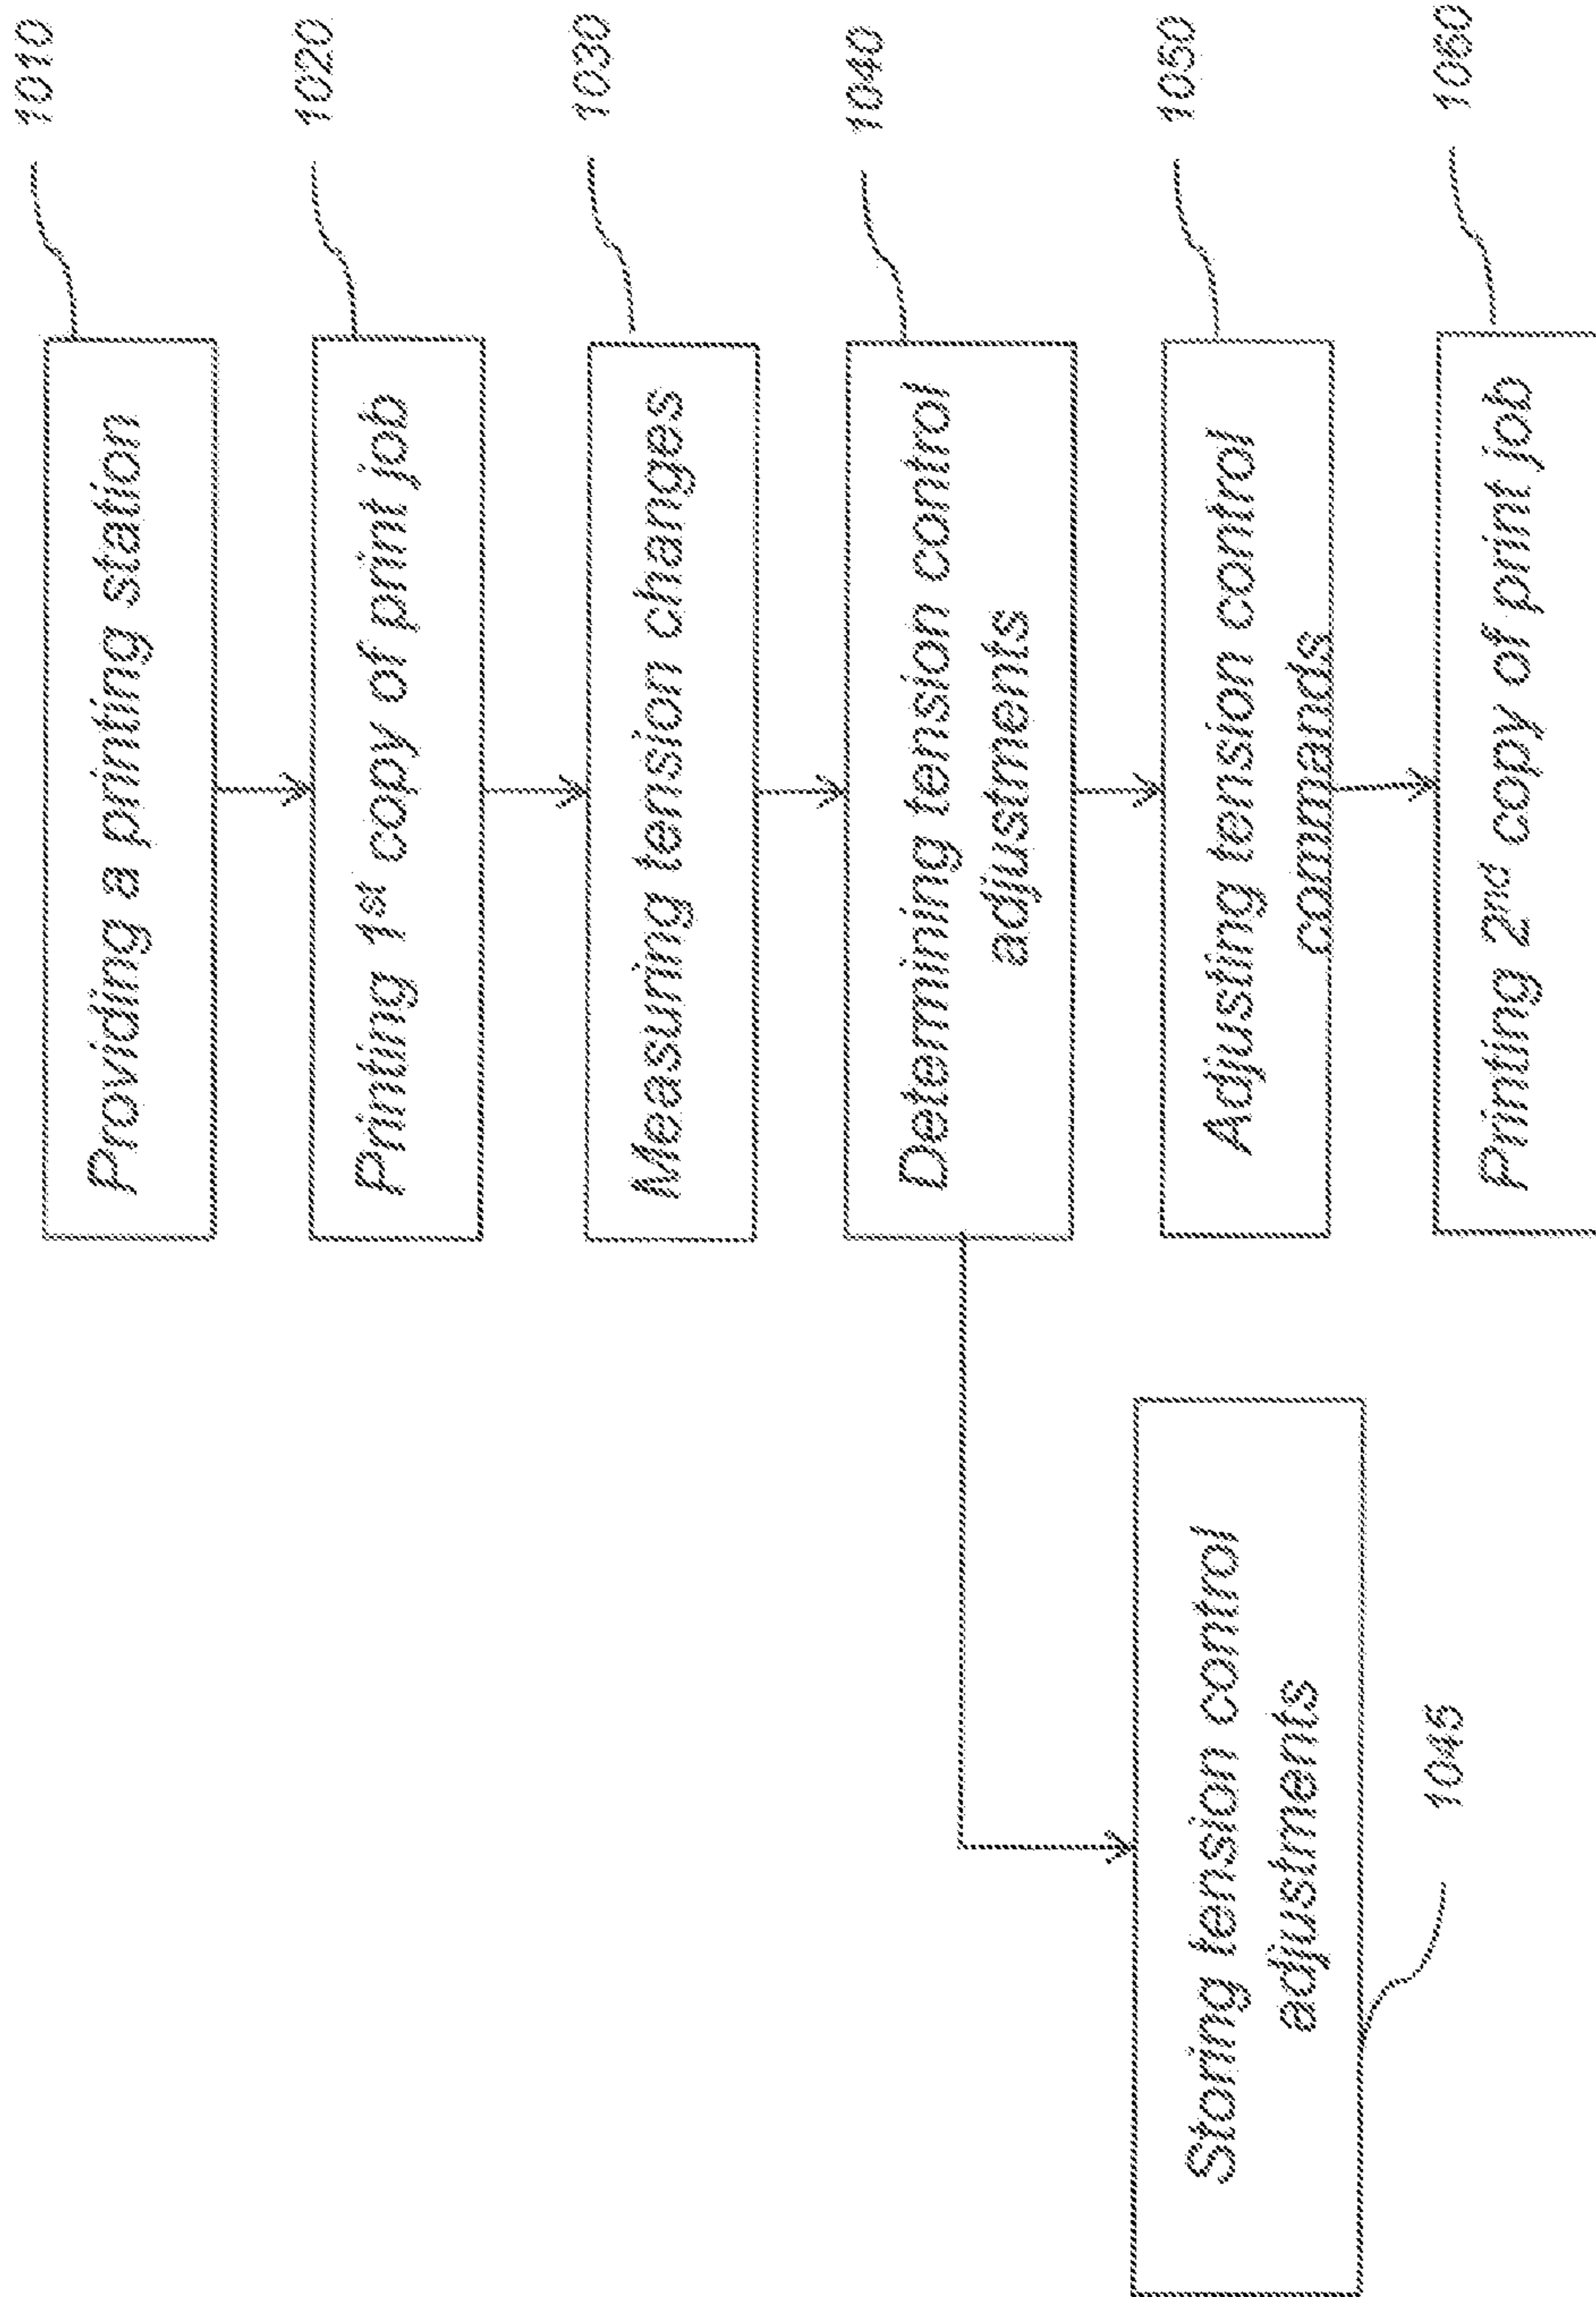 Providing a printing station
1010
Printing 1st copy of print job
1020
Measuring tension changes
1030
Determining tension control
adjustments
1040
Storing tension control
adjustments
1045
Adjusting tension control
commands
1050
Printing 2nd copy of print job
1060